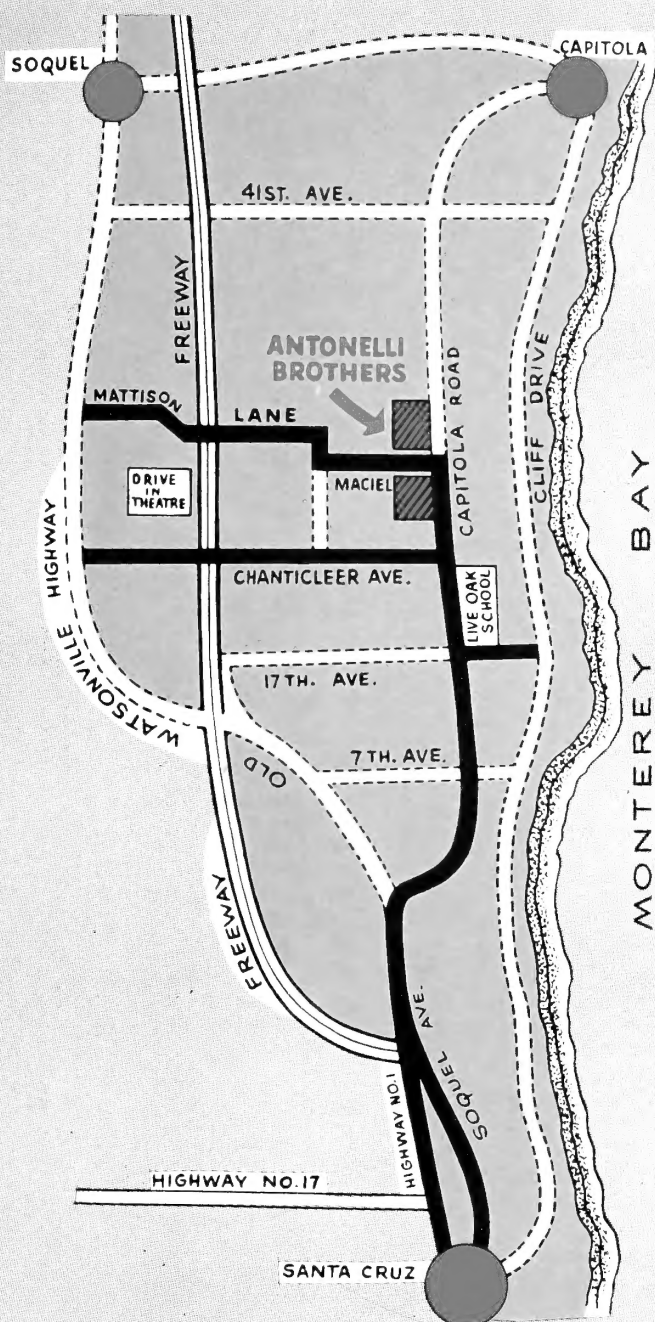 SOQUEL
CAPITOLA
41ST. AVE.
FREEWAY
ANTONELLI
BROTHERS
CAPITOLA ROAD
CLIFF DRIVE
MATTISON
LANE
DRIVE
IN
THEATRE
MACIEL
MONTEREY BAY
CHANTICLEER AVE.
LIVE OAK
SCHOOL
OLD WATSONVILLE HIGHWAY
17TH. AVE.
7TH. AVE.
FREEWAY
SOQUEL AVE.
HIGHWAY NO.1
HIGHWAY NO.17
SANTA CRUZ